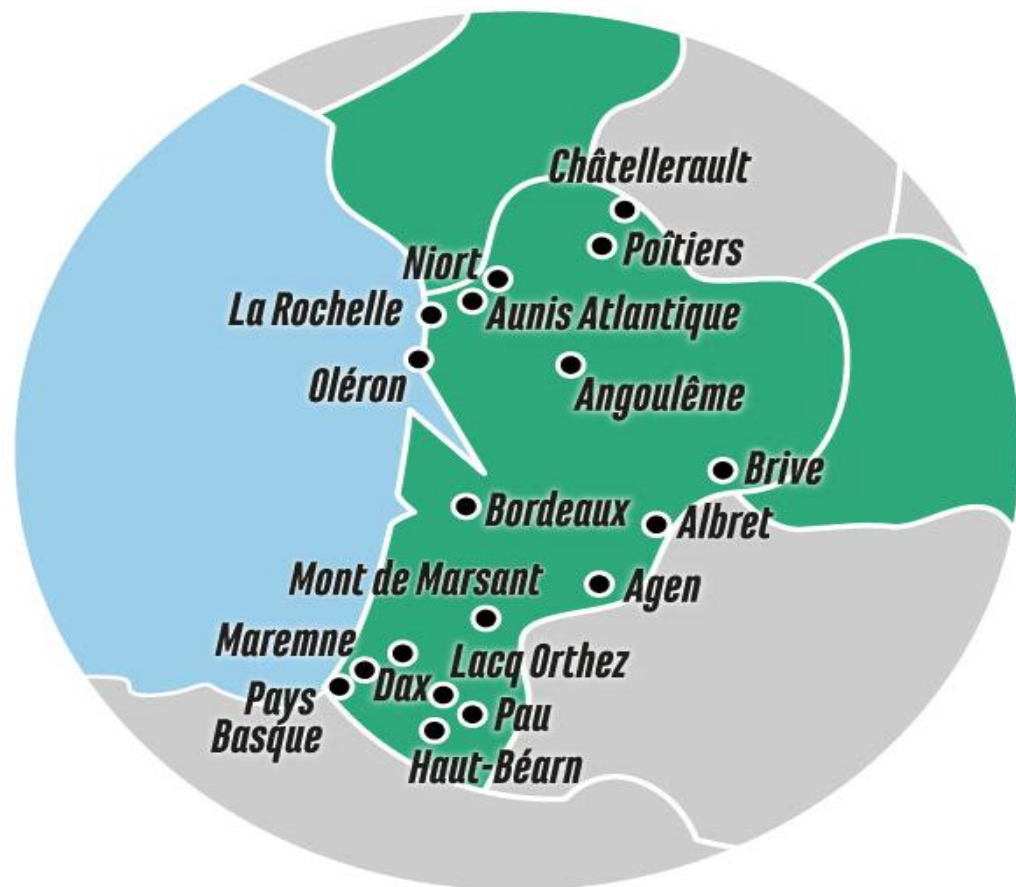 Châtellerault
Poîtiers
Niort
La Rochelle
Aunis Atlantique
Oléron
Angoulême
Brive
Bordeaux
Albret
Mont de Marsant
Agen
Maremne
Lacq Orthez
Dax
Pays
Basque
Pau
Haut-Béarn